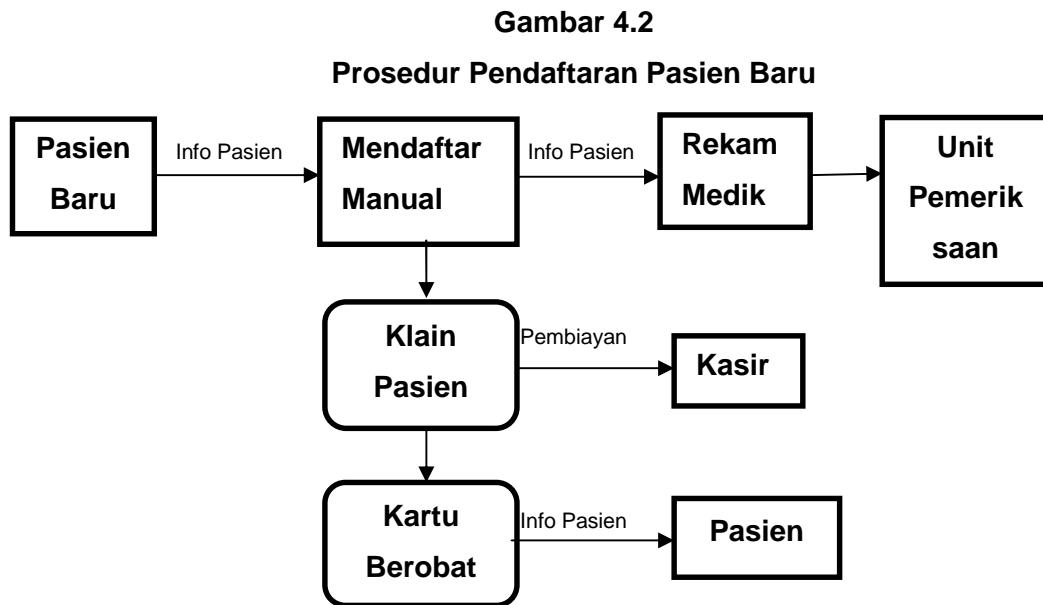 Gambar 4.2
Prosedur Pendaftaran Pasien Baru
Pasien
Baru
Info Pasien
Mendaftar
Manual
Info Pasien
Rekam
Medik
Unit
Pemerik
saan
Klain
Pasien
Pembiayan
Kasir
Kartu
Berobat
Info Pasien
Pasien